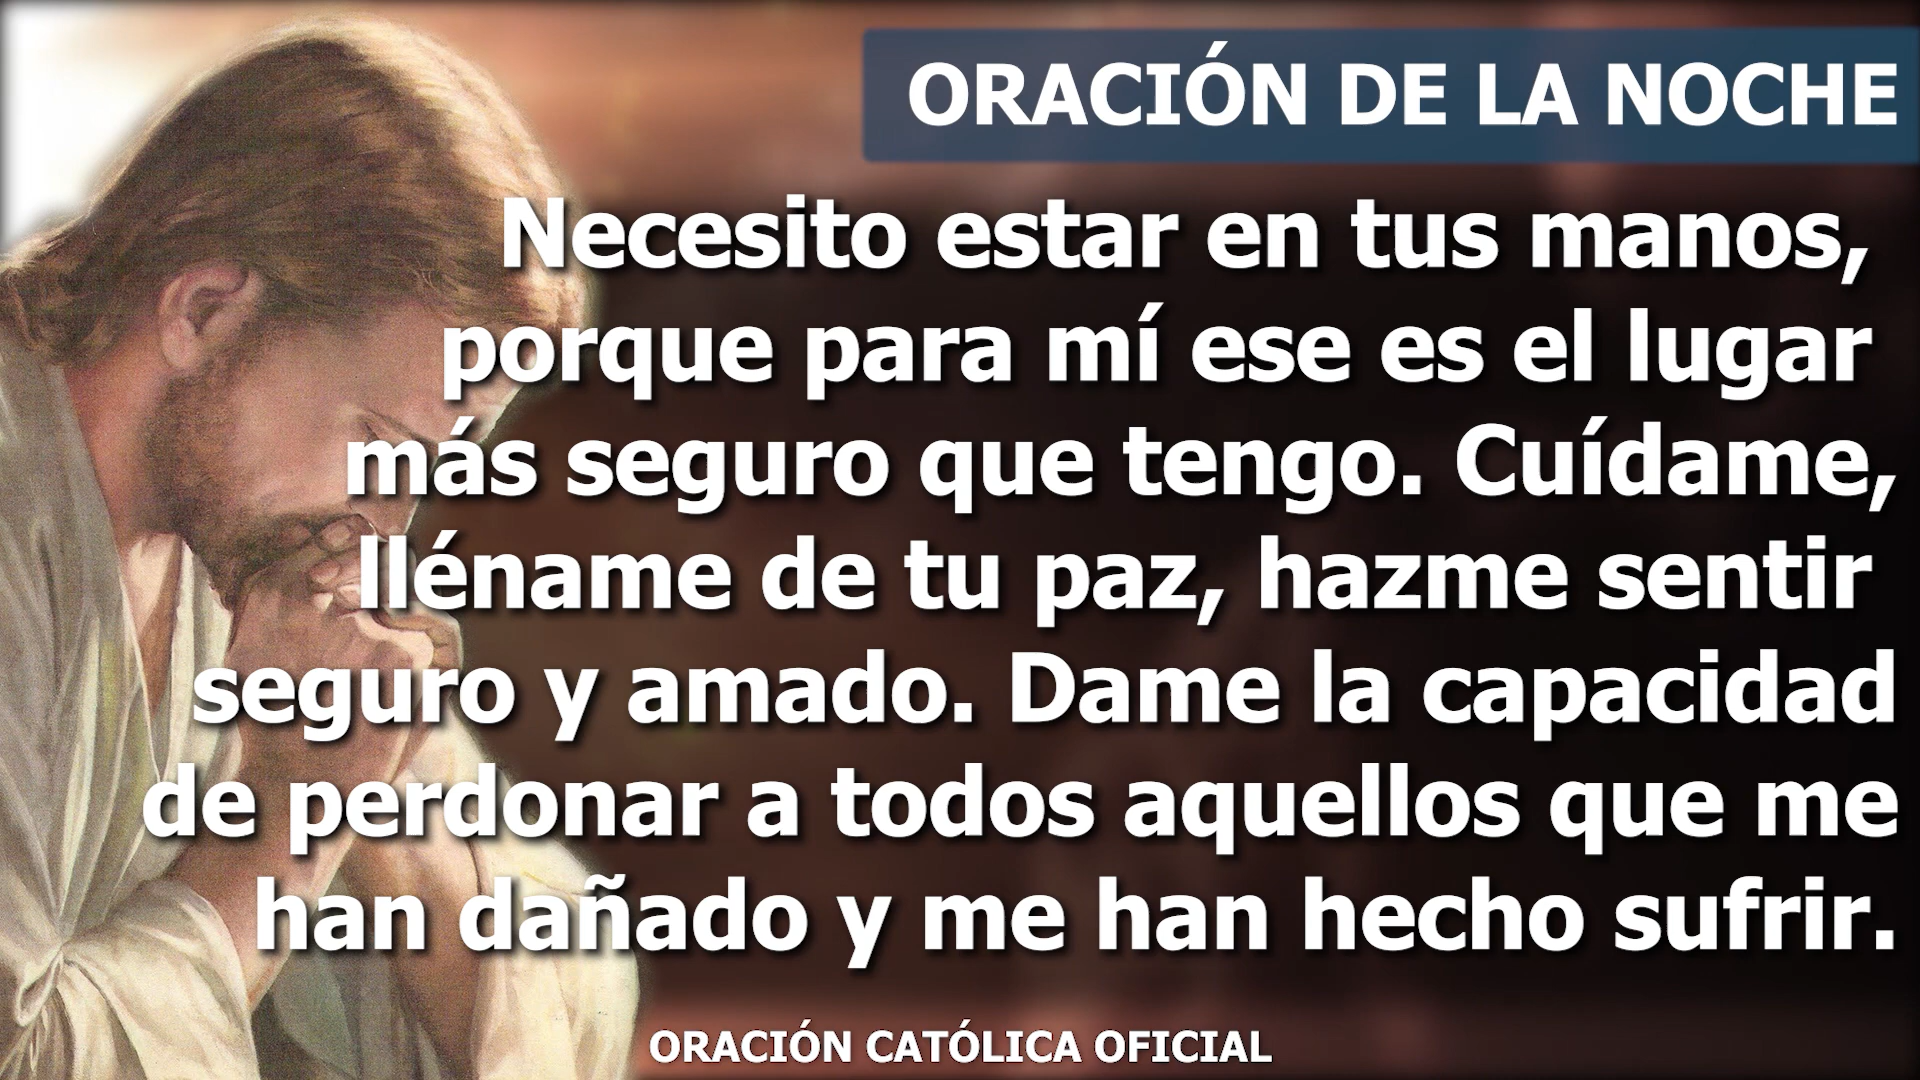 ORACIÓN DE LA NOCHE
Necesito estar en tus manos,
porque para mí ese es el lugar
más seguro que tengo. Cuídame,
lléname de tu paz, hazme sentir
seguro y amado. Dame la capacidad
de perdonar a todos aquellos que me
han dañado y me han hecho sufrir.
ORACIÓN CATÓLICA OFICIAL